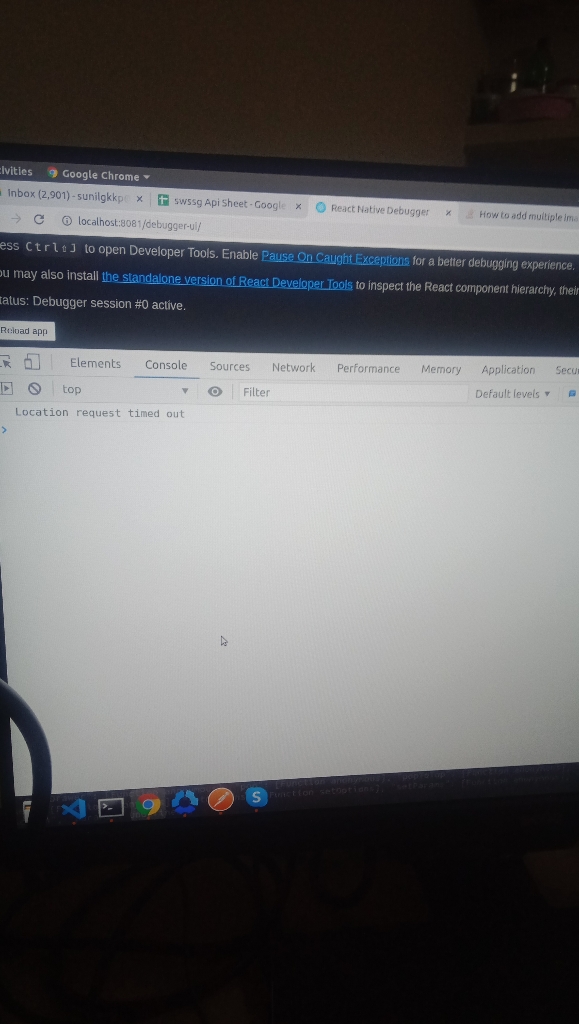 ivities Google Chrome
Inbox (2,901) - sunilgkkp
swssg Api Sheet - Google
React Native Debugger
How to add multiple ima
localhost:8081/debugger-ui/
ess Ctrl⇧J to open Developer Tools. Enable Pause On Caught Exceptions for a better debugging experience.
ou may also install the standalone version of React Developer Tools to inspect the React component hierarchy, their
tatus: Debugger session #0 active.
Reload app
Elements Console Sources Network Performance Memory Application Secu
top Filter Default levels
Location request timed out
>
S
function setOptions],